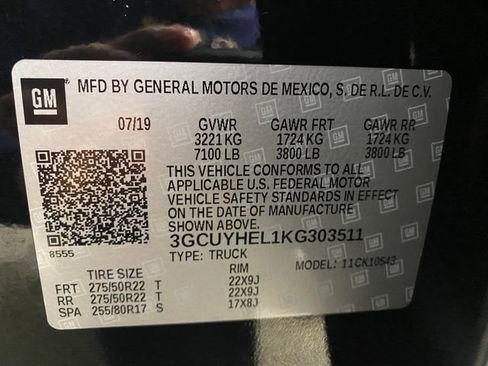 GM
MFD BY GENERAL MOTORS DE MEXICO, S. DE R.L. DE C.V.
07/19 GVWR GAWR FRT GAWR RR
3221 KG 1724 KG 1724 KG
7100 LB 3800 LB 3800 LB
THIS VEHICLE CONFORMS TO ALL
APPLICABLE U.S. FEDERAL MOTOR
VEHICLE SAFETY STANDARDS IN EFFECT
ON THE DATE OF MANUFACTURE
3GCUYHEL1KG303511
8555
TYPE: TRUCK MODEL: 11CK10543
TIRE SIZE RIM
FRT 275/50R22 T 22X9J
RR 275/50R22 T 22X9J
SPA 255/80R17 S 17X8J